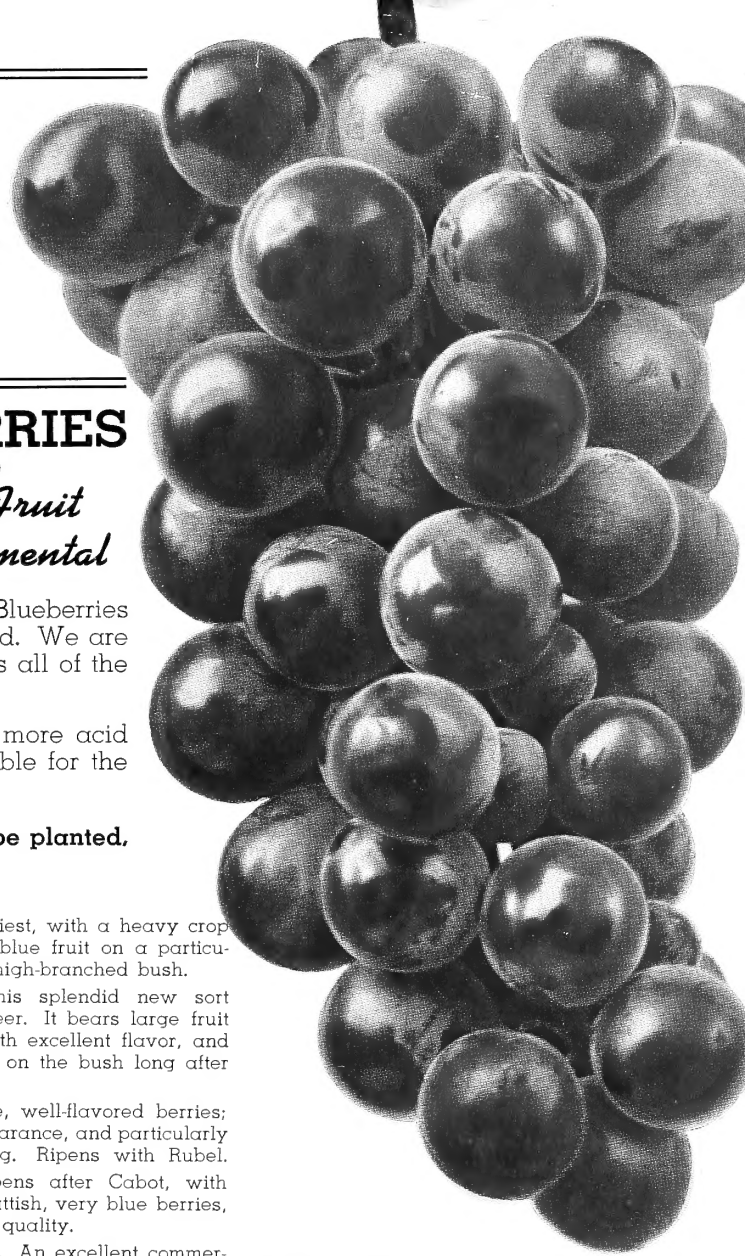 RRIES
Fruit
mental
Blueberries
d. We are
s all of the
more acid
ble for the
be planted,
iest, with a heavy crop
blue fruit on a particu-
high-branched bush.
his splendid new sort
eer. It bears large fruit
th excellent flavor, and
on the bush long after
e, well-flavored berries;
arance, and particularly
g. Ripens with Rubel.
pens after Cabot, with
attish, very blue berries,
quality.
An excellent commer-